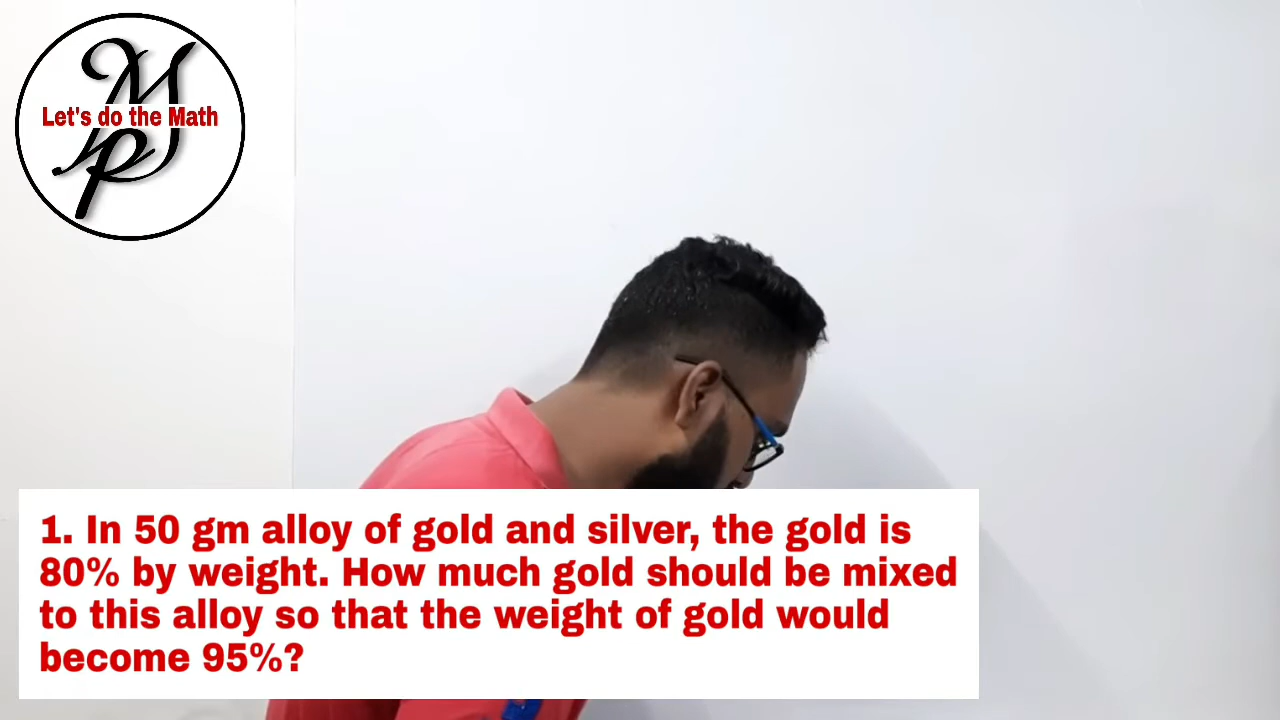 Let's do the Math
1. In 50 gm alloy of gold and silver, the gold is
80% by weight. How much gold should be mixed
to this alloy so that the weight of gold would
become 95%?